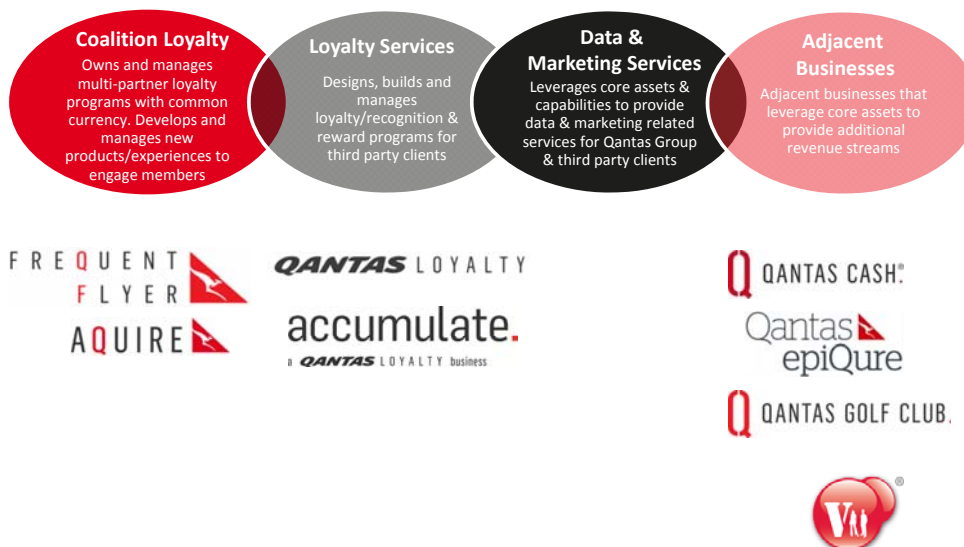 Coalition Loyalty
Owns and manages
multi-partner loyalty
programs with common
currency. Develops and
manages new
products/experiences to
engage members
Loyalty Services
Designs, builds and
manages
loyalty/recognition &
reward programs for
third party clients
Data &
Marketing Services
Leverages core assets &
capabilities to provide
data & marketing related
services for Qantas Group
& third party clients
Adjacent
Businesses
Adjacent businesses that
leverage core assets to
provide additional
revenue streams
FREQUENT
FLYER
AQUIRE
QANTAS LOYALTY
accumulate.
a QANTAS LOYALTY business
Q QANTAS CASH®
Qantas
epiQure
Q QANTAS GOLF CLUB.
V ®